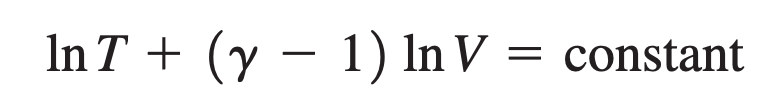 ln T + (γ − 1) ln V = constant